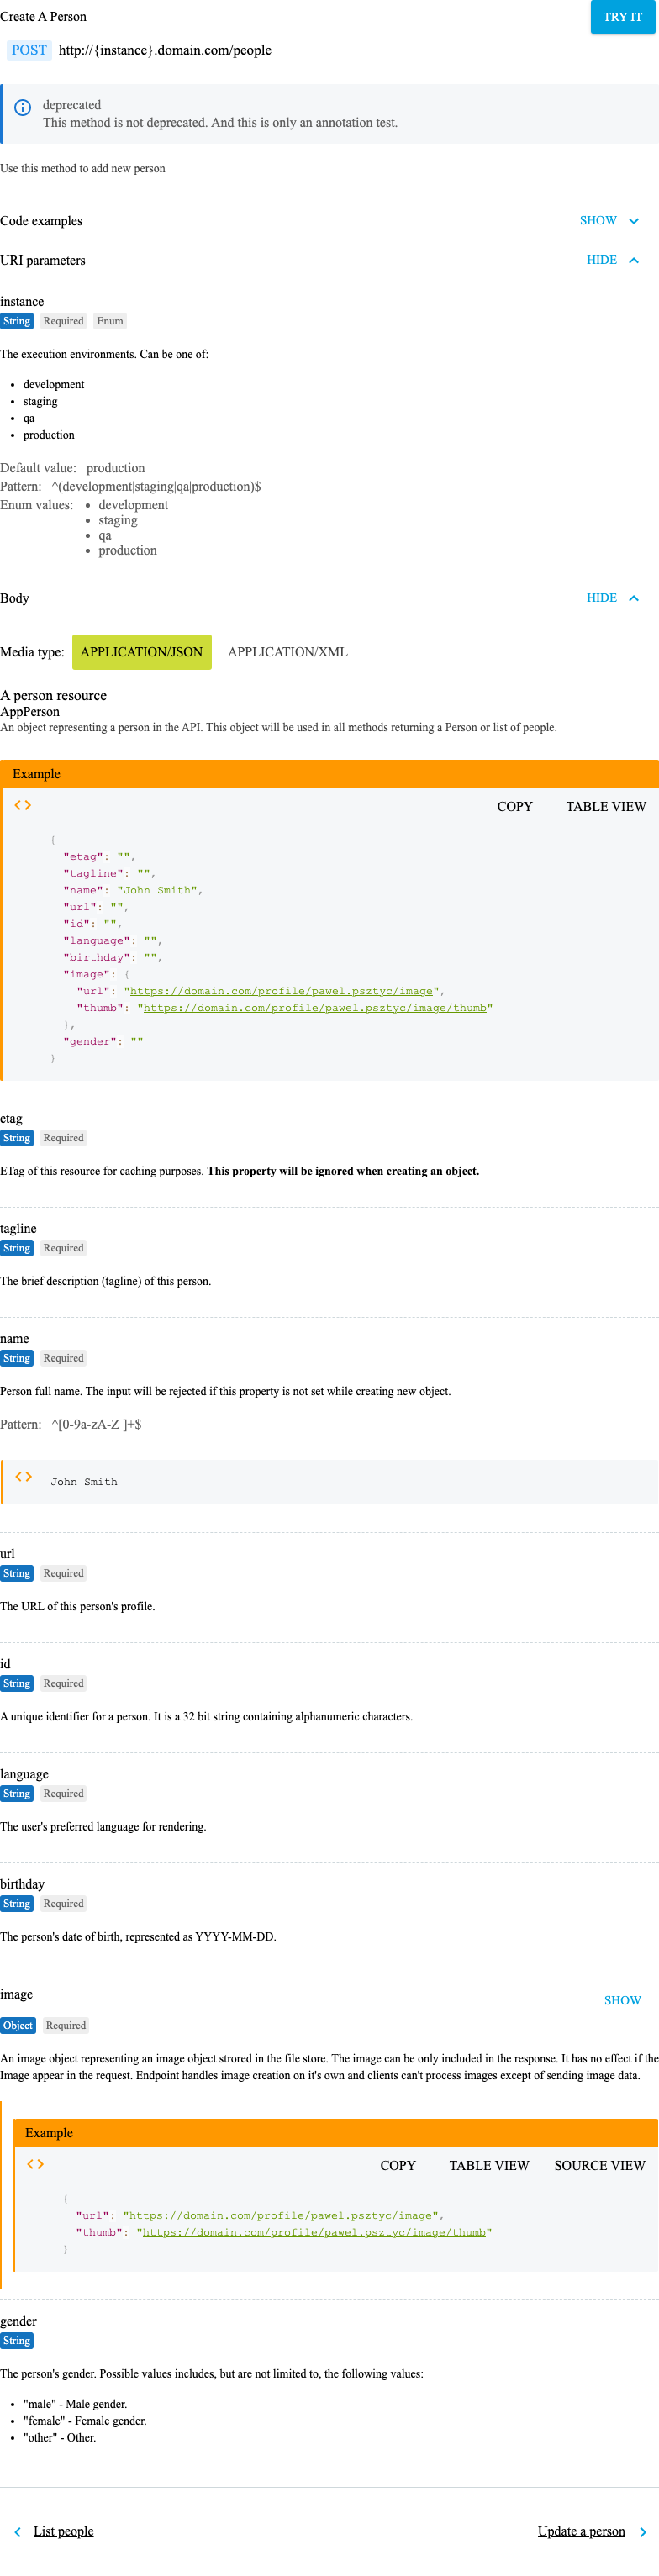 Create A Person
TRY IT
POST http://{instance}.domain.com/people
deprecated
This method is not deprecated. And this is only an annotation test.
Use this method to add new person
Code examples
SHOW
URI parameters
HIDE
instance
String Required Enum
The execution environments. Can be one of:
• development
• staging
• qa
• production
Default value: production
Pattern: ^(development|staging|qa|production)$
Enum values: • development
• staging
• qa
• production
Body
HIDE
Media type: APPLICATION/JSON APPLICATION/XML
A person resource
AppPerson
An object representing a person in the API. This object will be used in all methods returning a Person or list of people.
Example
COPY TABLE VIEW
{
"etag": "",
"tagline": "",
"name": "John Smith",
"url": "",
"id": "",
"language": "",
"birthday": "",
"image": {
"url": "https://domain.com/profile/pawel.psztyc/image",
"thumb": "https://domain.com/profile/pawel.psztyc/image/thumb"
},
"gender": ""
}
etag
String Required
ETag of this resource for caching purposes. This property will be ignored when creating an object.
tagline
String Required
The brief description (tagline) of this person.
name
String Required
Person full name. The input will be rejected if this property is not set while creating new object.
Pattern: ^[0-9a-zA-Z ]+$
John Smith
url
String Required
The URL of this person's profile.
id
String Required
A unique identifier for a person. It is a 32 bit string containing alphanumeric characters.
language
String Required
The user's preferred language for rendering.
birthday
String Required
The person's date of birth, represented as YYYY-MM-DD.
image
SHOW
Object Required
An image object representing an image object strored in the file store. The image can be only included in the response. It has no effect if the
Image appear in the request. Endpoint handles image creation on it's own and clients can't process images except of sending image data.
Example
COPY TABLE VIEW SOURCE VIEW
{
"url": "https://domain.com/profile/pawel.psztyc/image",
"thumb": "https://domain.com/profile/pawel.psztyc/image/thumb"
}
gender
String
The person's gender. Possible values includes, but are not limited to, the following values:
• "male" - Male gender.
• "female" - Female gender.
• "other" - Other.
List people
Update a person